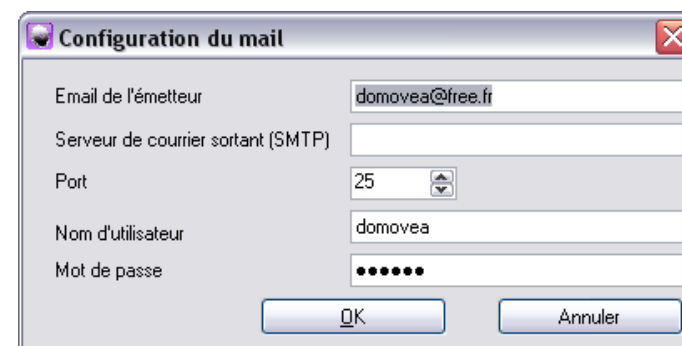 Configuration du mail
Email de l'émetteur domovea@free.fr
Serveur de courrier sortant (SMTP)
Port 25
Nom d'utilisateur domovea
Mot de passe ●●●●●●
OK Annuler